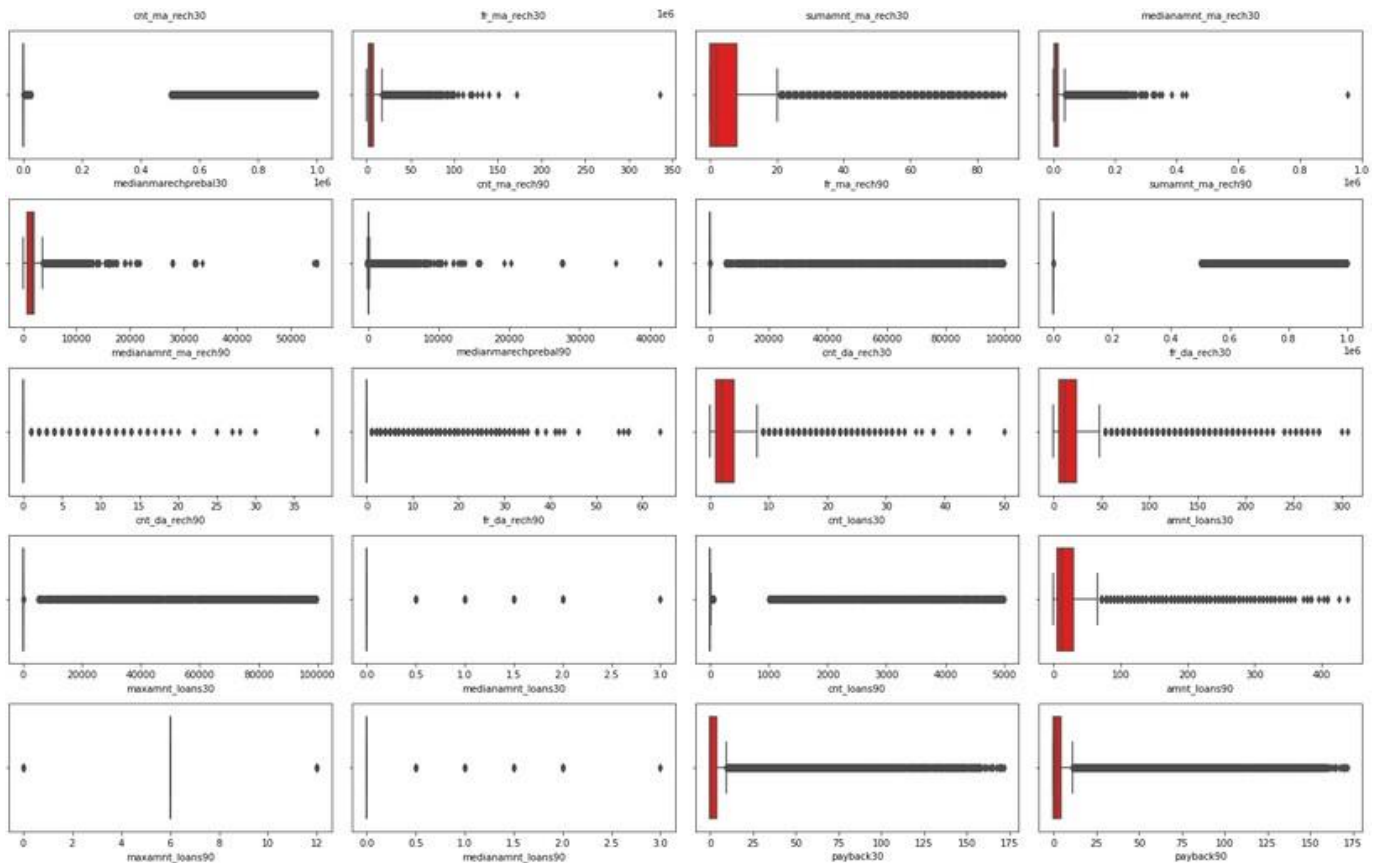 cnt_ma_rech30 fr_ma_rech30 1e6 sumamnt_ma_rech30 medianamnt_ma_rech30
0.0 0.2 0.4 0.6 0.8 1.0 0 50 100 150 200 250 300 350 0 20 40 60 80 0.0 0.2 0.4 0.6 0.8 1.0
medianmarechprebal30 1e6 cnt_ma_rech90 fr_ma_rech90 sumamnt_ma_rech90 1e6
0 10000 20000 30000 40000 50000 0 10000 20000 30000 40000 0 20000 40000 60000 80000 100000 0.0 0.2 0.4 0.6 0.8 1.0
medianamnt_ma_rech90 medianmarechprebal90 cnt_da_rech30 fr_da_rech30 1e6
0 5 10 15 20 25 30 35 0 10 20 30 40 50 60 0 10 20 30 40 50 0 50 100 150 200 250 300
cnt_da_rech90 fr_da_rech90 cnt_loans30 amnt_loans30
0 20000 40000 60000 80000 100000 0.0 0.5 1.0 1.5 2.0 2.5 3.0 0 1000 2000 3000 4000 5000 0 100 200 300 400
maxamnt_loans30 medianamnt_loans30 cnt_loans90 amnt_loans90
0 2 4 6 8 10 12 0.0 0.5 1.0 1.5 2.0 2.5 3.0 0 25 50 75 100 125 150 175 0 25 50 75 100 125 150 175
maxamnt_loans90 medianamnt_loans90 payback30 payback90